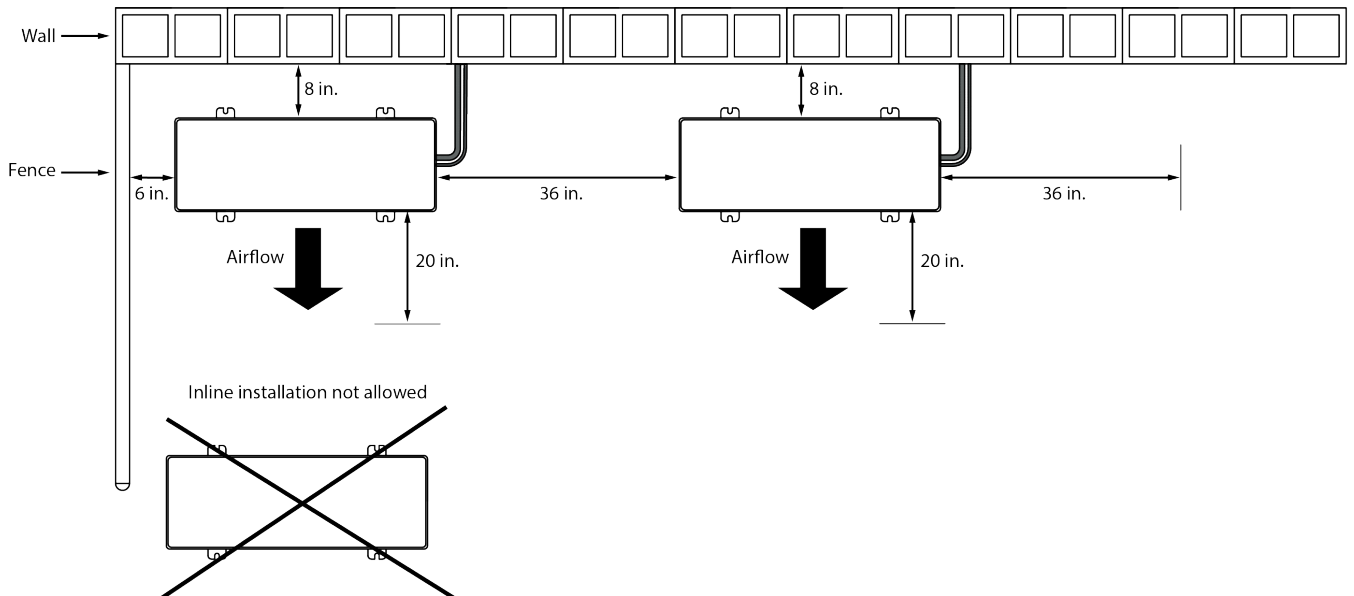 Wall
8 in.
8 in.
Fence
6 in.
36 in.
36 in.
Airflow
20 in.
Airflow
20 in.
Inline installation not allowed